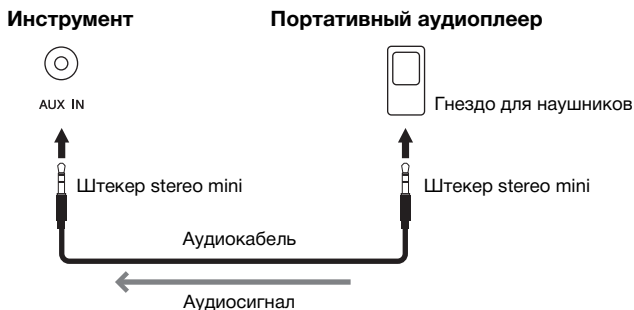 Инструмент
Портативный аудиоплеер
AUX IN
Гнездо для наушников
Штекер stereo mini
Штекер stereo mini
Аудиокабель
Аудиосигнал